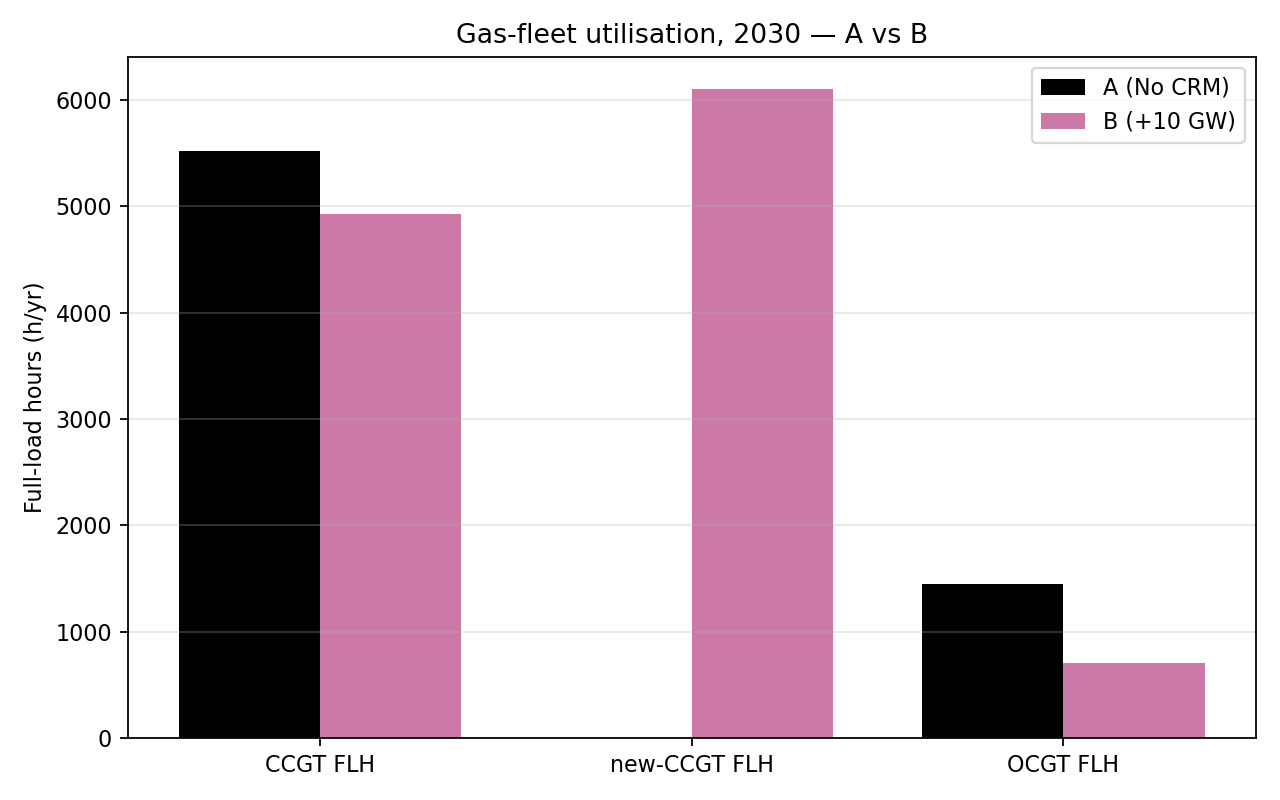 Gas-fleet utilisation, 2030 — A vs B
A (No CRM)
B (+10 GW)
Full-load hours (h/yr)
6000
5000
4000
3000
2000
1000
0
CCGT FLH
new-CCGT FLH
OCGT FLH